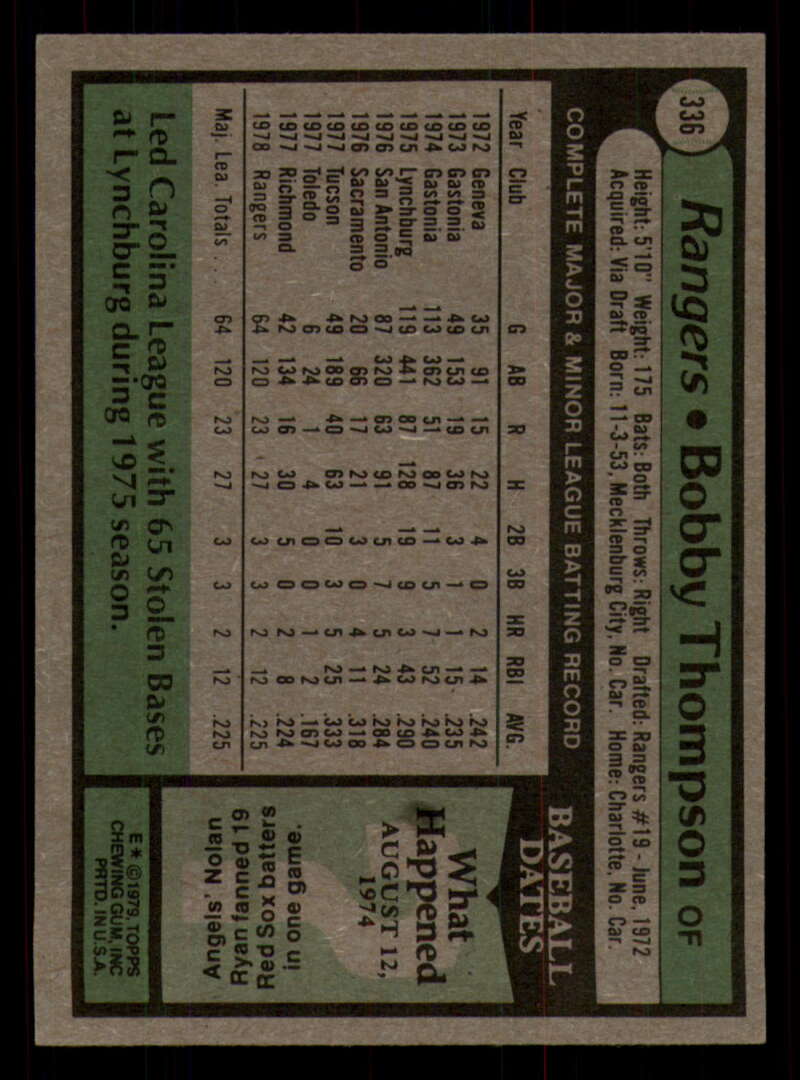 336
Rangers • Bobby Thompson OF
Height: 5'10" Weight: 175 Bats: Both Throws: Right Drafted: Rangers #19 - June, 1972
Acquired: Via Draft Born: 11-3-53, Mecklenburg City, No. Car. Home: Charlotte, No. Car.
COMPLETE MAJOR & MINOR LEAGUE BATTING RECORD
Year Club G AB R H 2B 3B HR RBI AVG.
1972 Geneva 35 91 15 22 4 0 2 14 .242
1973 Gastonia 49 153 19 36 3 1 1 15 .235
1974 Gastonia 113 362 51 87 11 5 7 52 .240
1975 Lynchburg 119 441 87 128 19 9 3 43 .290
1976 San Antonio 87 320 63 91 5 7 5 24 .284
1976 Sacramento 20 66 17 21 3 0 4 11 .318
1977 Tucson 49 189 40 63 10 3 5 25 .333
1977 Toledo 6 24 1 4 0 0 1 2 .167
1977 Richmond 42 134 16 30 5 0 2 8 .224
1978 Rangers 64 120 23 27 3 3 2 12 .225
Maj. Lea. Totals . . . 64 120 23 27 3 3 2 12 .225
Led Carolina League with 65 Stolen Bases
at Lynchburg during 1975 season.
BASEBALL
DATES
What
Happened
AUGUST 12,
1974
Angels' Nolan
Ryan fanned 19
Red Sox batters
in one game.
E* ©1979, TOPPS
CHEWING GUM, INC
PRTD. IN U.S.A.